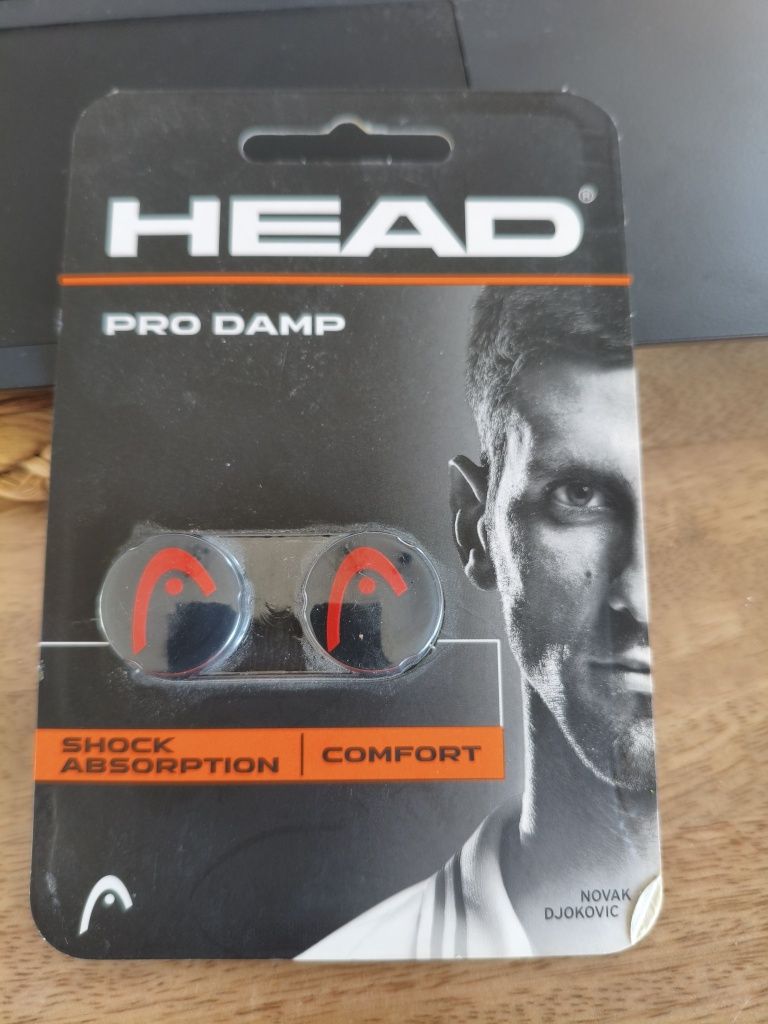 HEAD®
PRO DAMP
SHOCK
ABSORPTION
COMFORT
NOVAK
DJOKOVIC